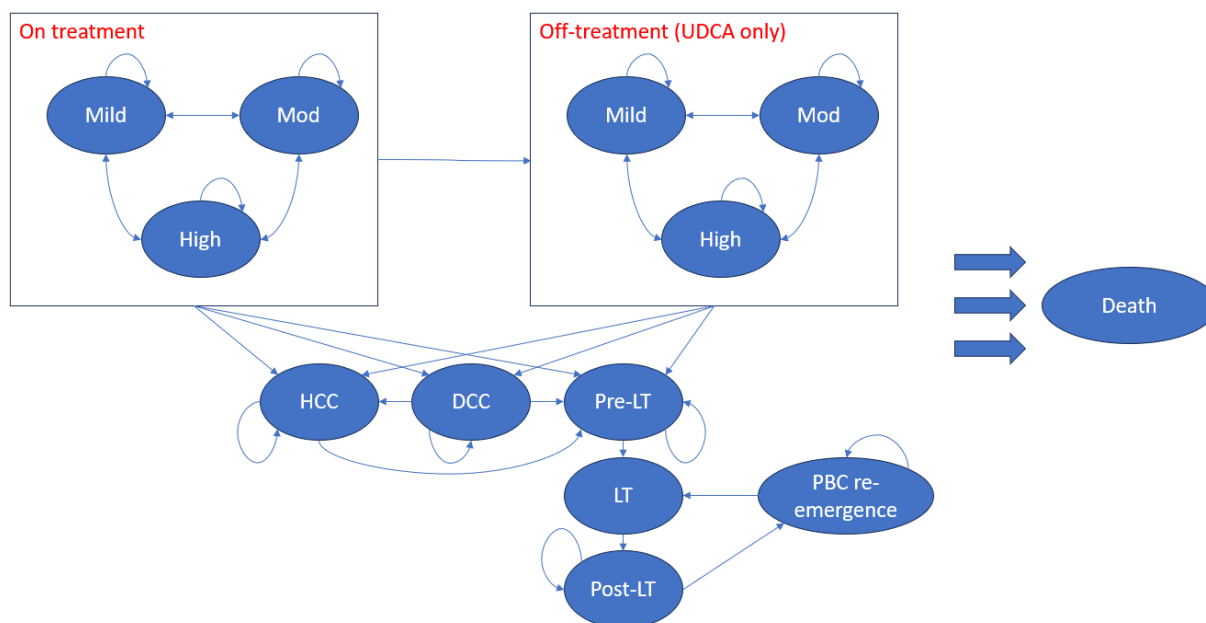 On treatment
Mild
Mod
High
Off-treatment (UDCA only)
Mild
Mod
High
Death
HCC
DCC
Pre-LT
LT
PBC re-
emergence
Post-LT